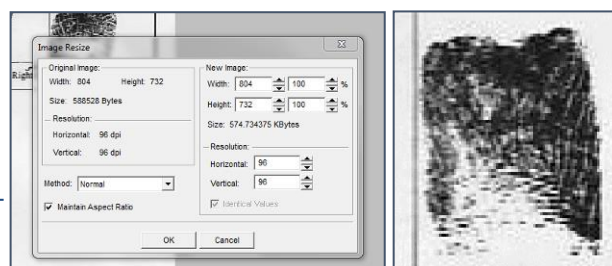 Right
Image Resize
Original Image:
Width: 804 Height: 732
Size: 588528 Bytes
Resolution:
Horizontal: 96 dpi
Vertical: 96 dpi
Method: Normal
Maintain Aspect Ratio
New Image:
Width: 804 100 %
Height: 732 100 %
Size: 574.734375 KBytes
Resolution:
Horizontal: 96
Vertical: 96
Identical Values
OK Cancel